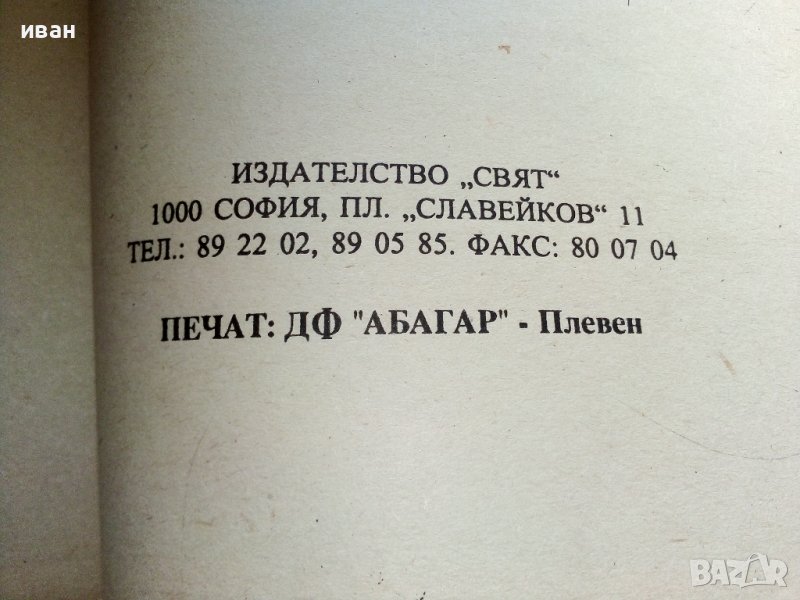 иван
ИЗДАТЕЛСТВО „СВЯТ“
1000 СОФИЯ, ПЛ. „СЛАВЕЙКОВ“ 11
ТЕЛ.: 89 22 02, 89 05 85. ФАКС: 80 07 04
ПЕЧАТ: ДФ "АБАГАР" - Плевен
BAZAR